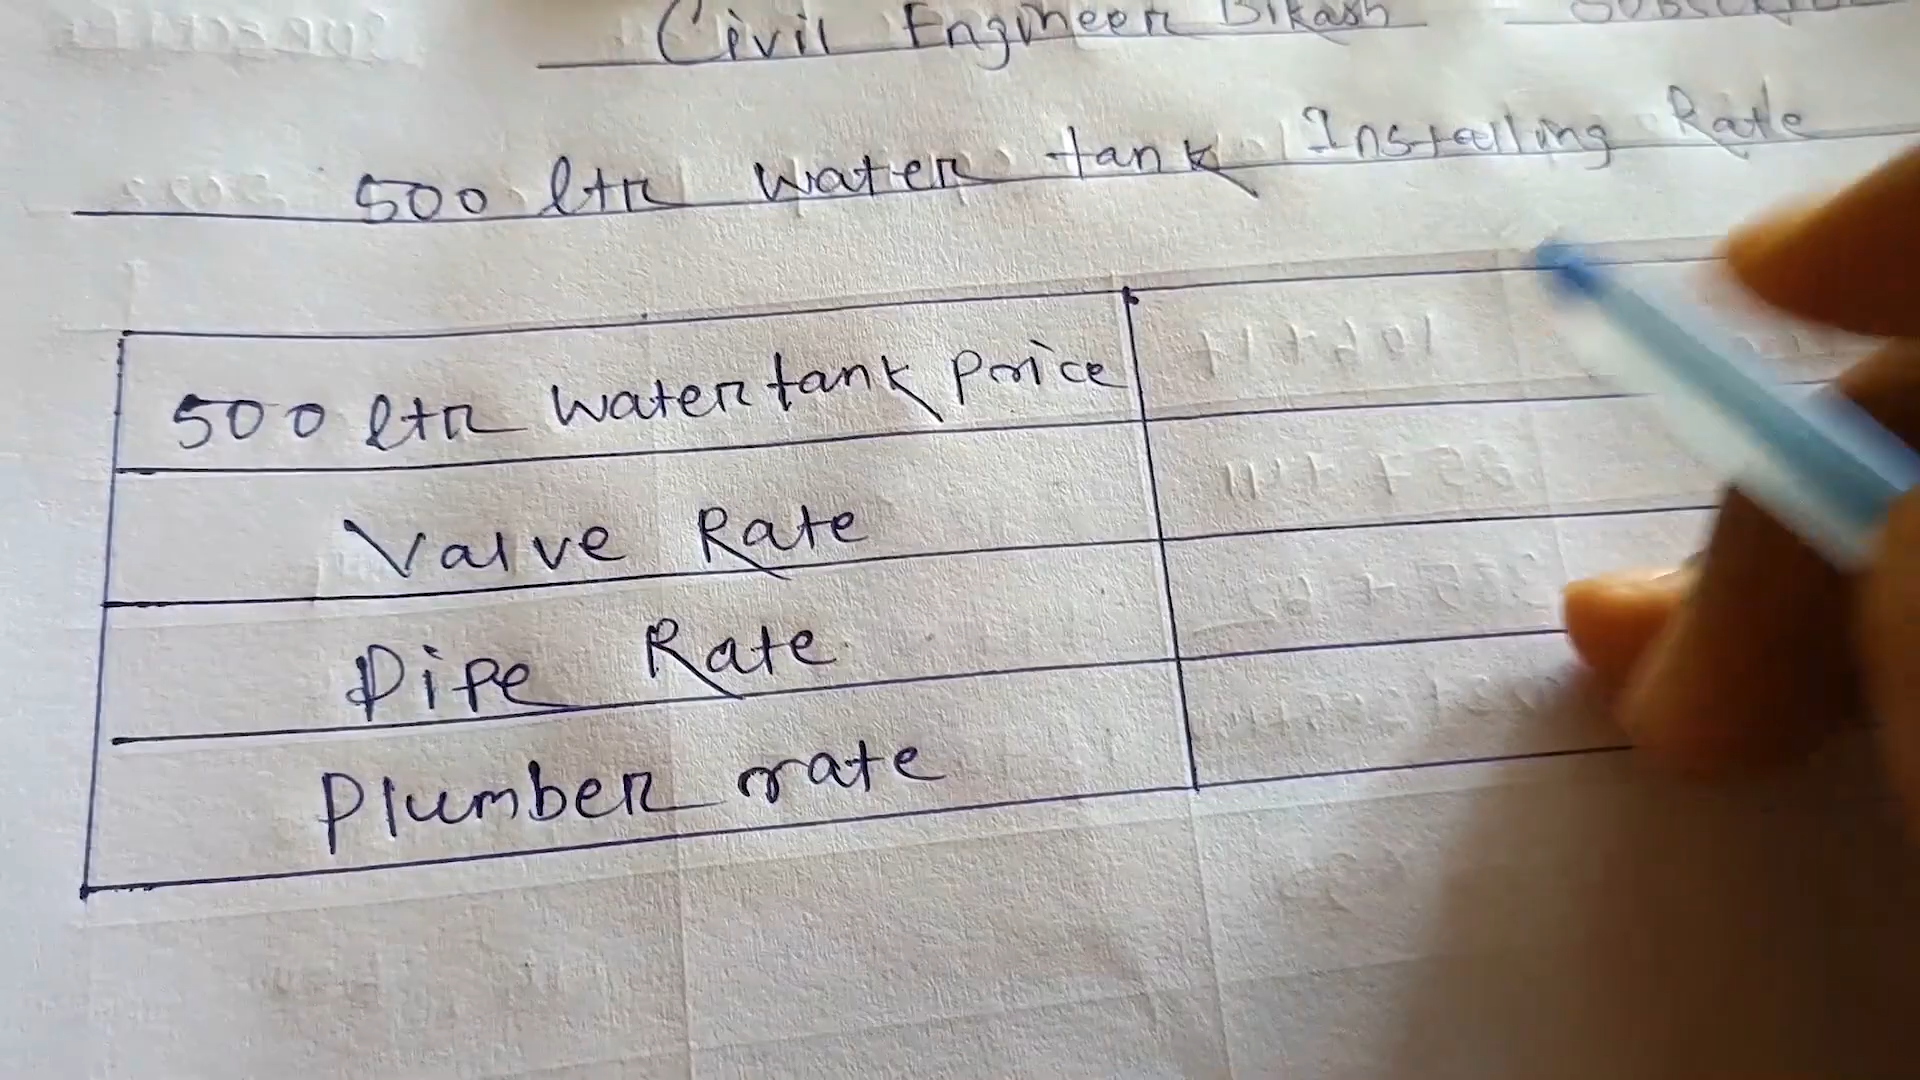 Civil Engineer Bikash
500 ltr water tank Installing Rate
500 ltr water tank price
Valve Rate
Pipe Rate
Plumber rate